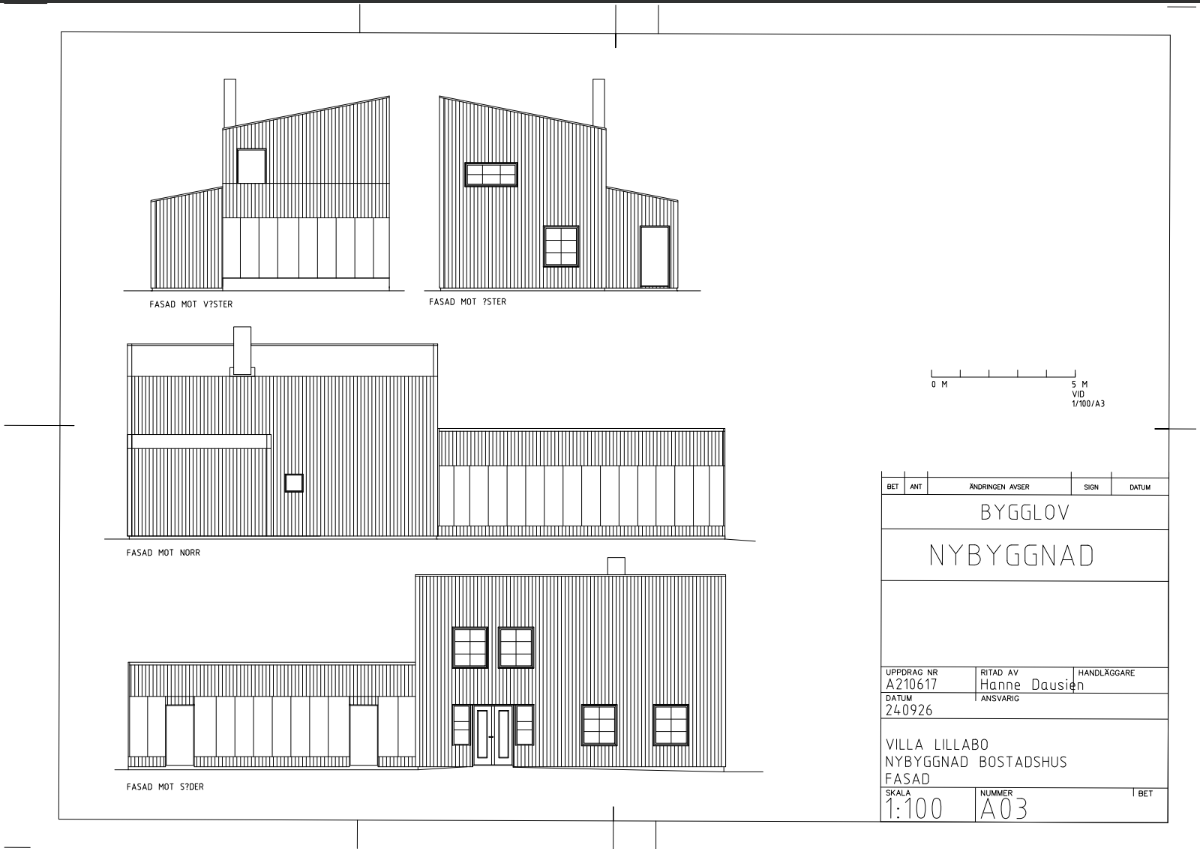 FASAD MOT V?STER
FASAD MOT ?STER
0 M
5 M
VID
1/100/A3
FASAD MOT NORR
FASAD MOT S?DER
BET ANT ÄNDRINGEN AVSER SIGN DATUM
BYGGLOV
NYBYGGNAD
UPPDRAG NR RITAD AV HANDLÄGGARE
A210617 Hanne Dausien
DATUM ANSVARIG
240926
VILLA LILLABO
NYBYGGNAD BOSTADSHUS
FASAD
SKALA NUMMER BET
1:100 A03